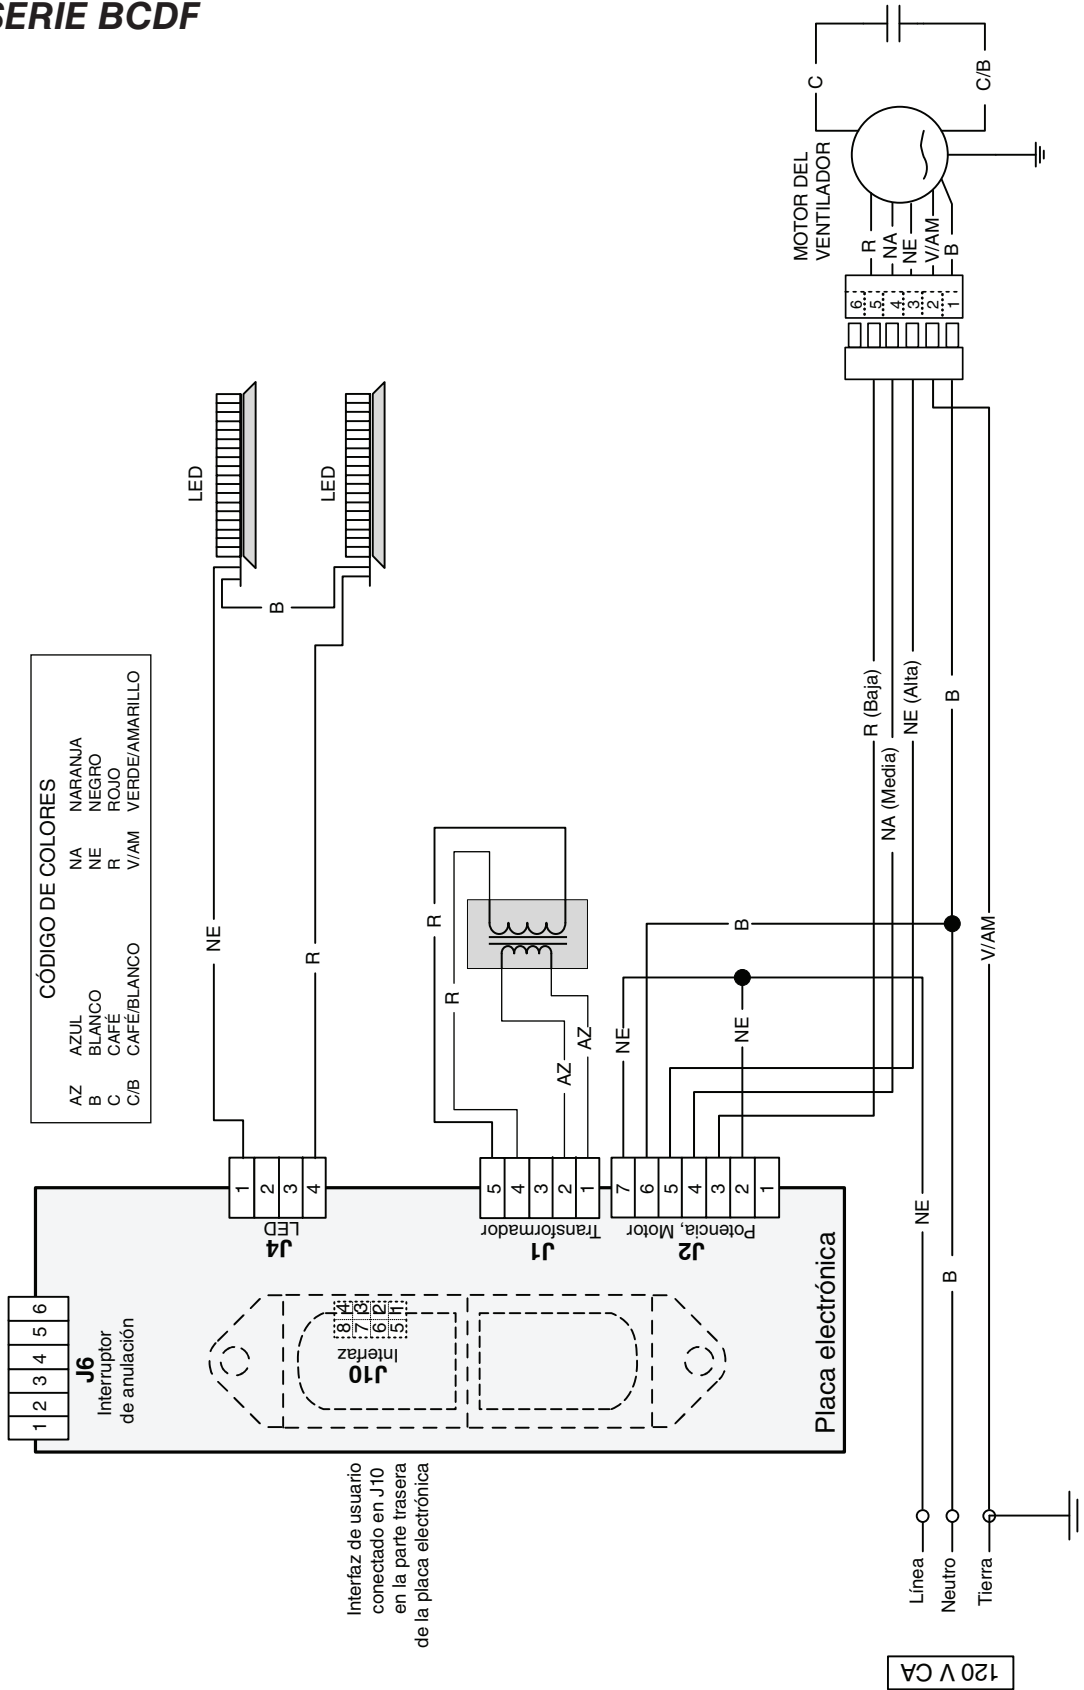 SERIE BCDF
CÓDIGO DE COLORES
AZ AZUL NA NARANJA
B BLANCO NE NEGRO
C CAFÉ R ROJO
C/B CAFÉ/BLANCO V/AM VERDE/AMARILLO
C
C/B
MOTOR DEL
VENTILADOR
R
NA
NE
V/AM
B
6
5
4
3
2
1
LED
LED
B
NE
R
R
R
AZ
AZ
NE
NE
B
R (Baja)
NA (Media)
NE (Alta)
B
V/AM
NE
B
1
2
3
4
LED
J4
5
4
3
2
1
Transformador
J1
7
6
5
4
3
2
1
Potencia, Motor
J2
1 2 3 4 5 6
J6
Interruptor
de anulación
8 7 6 5
4 3 2 1
Interfaz
J10
Placa electrónica
Interfaz de usuario
conectado en J10
en la parte trasera
de la placa electrónica
Línea
Neutro
Tierra
120 V CA